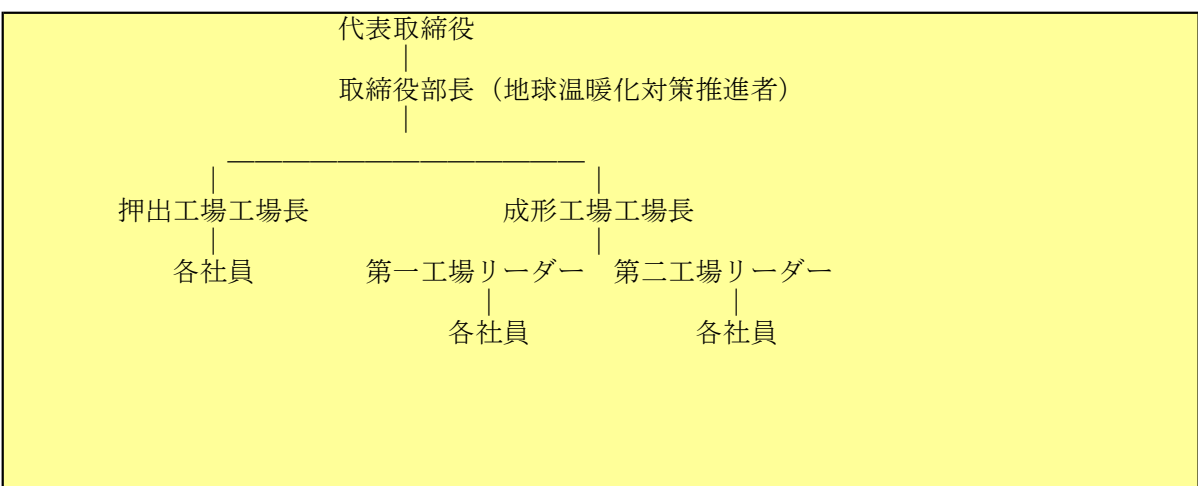 代表取締役
取締役部長（地球温暖化対策推進者）
押出工場工場長 成形工場工場長
各社員 第一工場リーダー 第二工場リーダー
各社員 各社員